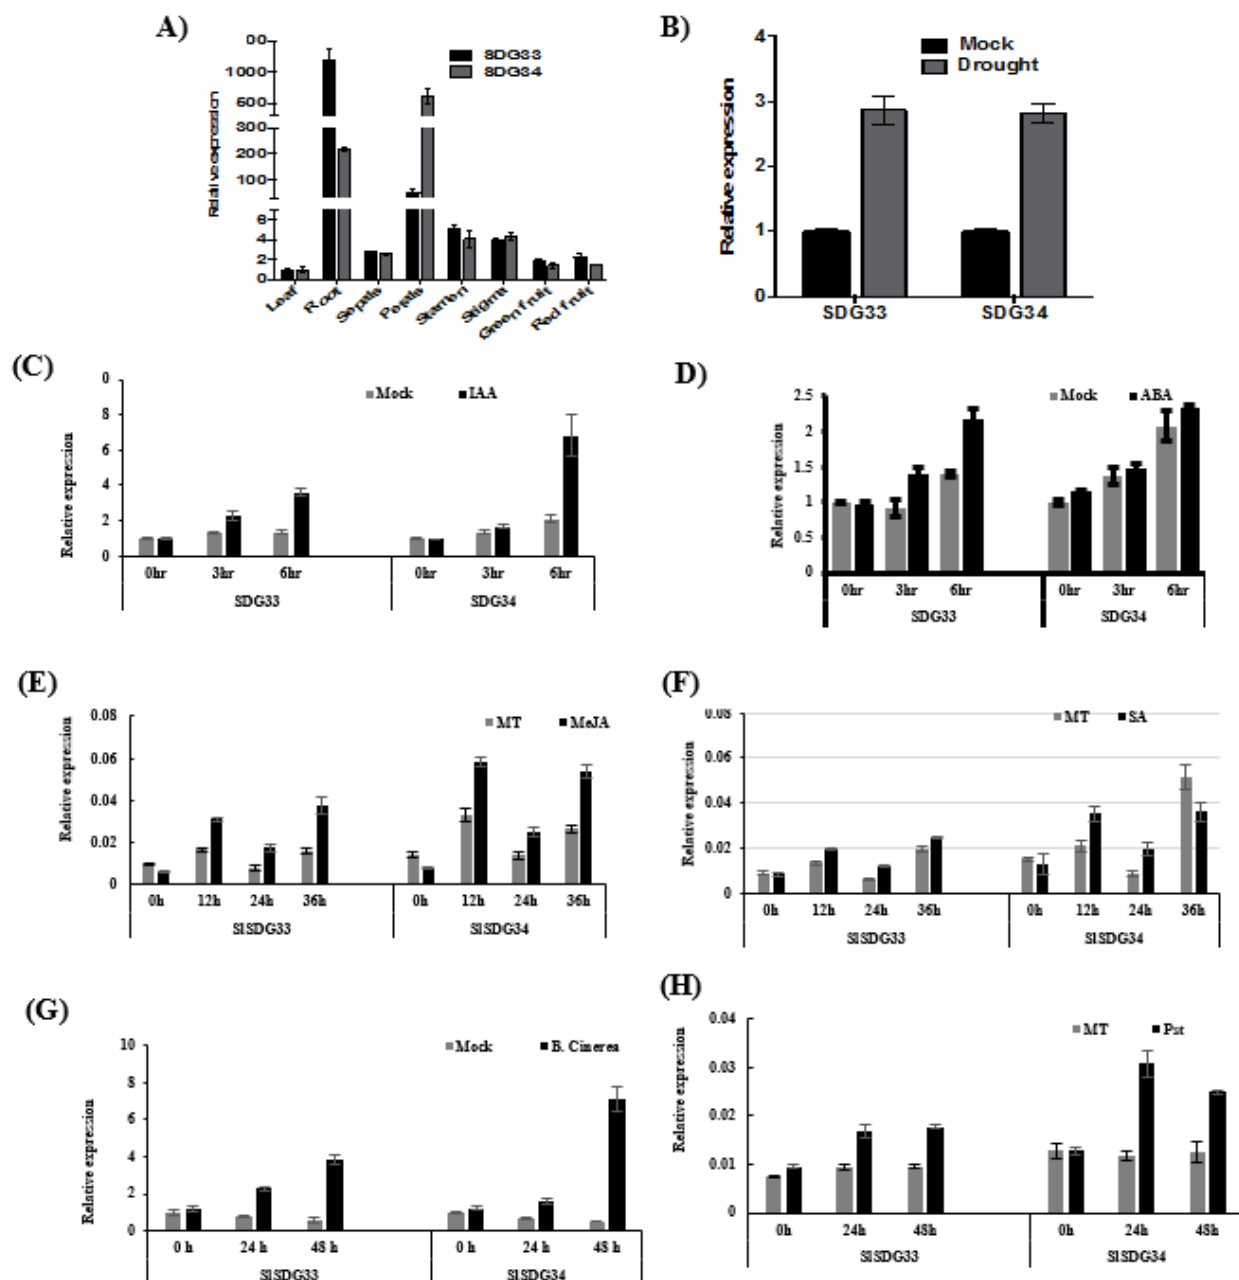 A)
00
1000
600
300
200
100
6
4
2
0
Relative expression
SDG33
SDG34
Leaf
Root
Sepals
Petals
Stamen
Stigma
Green fruit
Red fruit
B)
4
3
2
1
0
Relative expression
Mock
Drought
SDG33
SDG34
(C)
0
8
6
4
2
0
Relative expression
Mock
IAA
0hr 3hr 6hr 0hr 3hr 6hr
SDG33 SDG34
D)
2.5
2
1.5
1
0.5
0
Relative expression
Mock
ABA
0hr 3hr 6hr 0hr 3hr 6hr
SDG33 SDG34
(E)
0.08
0.06
0.04
0.02
0
Relative expression
MT
MeJA
0h 12h 24h 36h 0h 12h 24h 36h
SlSDG33 SlSDG34
(F)
0.08
0.06
0.04
0.02
0
Relative expression
MT
SA
0h 12h 24h 36h 0h 12h 24h 36h
SlSDG33 SlSDG34
(G)
10
8
6
4
2
0
Relative expression
Mock
B. Cinerea
0 h 24 h 48 h 0 h 24 h 48 h
SlSDG33 SlSDG34
(H)
0.04
0.03
0.02
0.01
0
Relative expression
MT
Pst
0h 24h 48h 0h 24h 48h
SlSDG33 SlSDG34